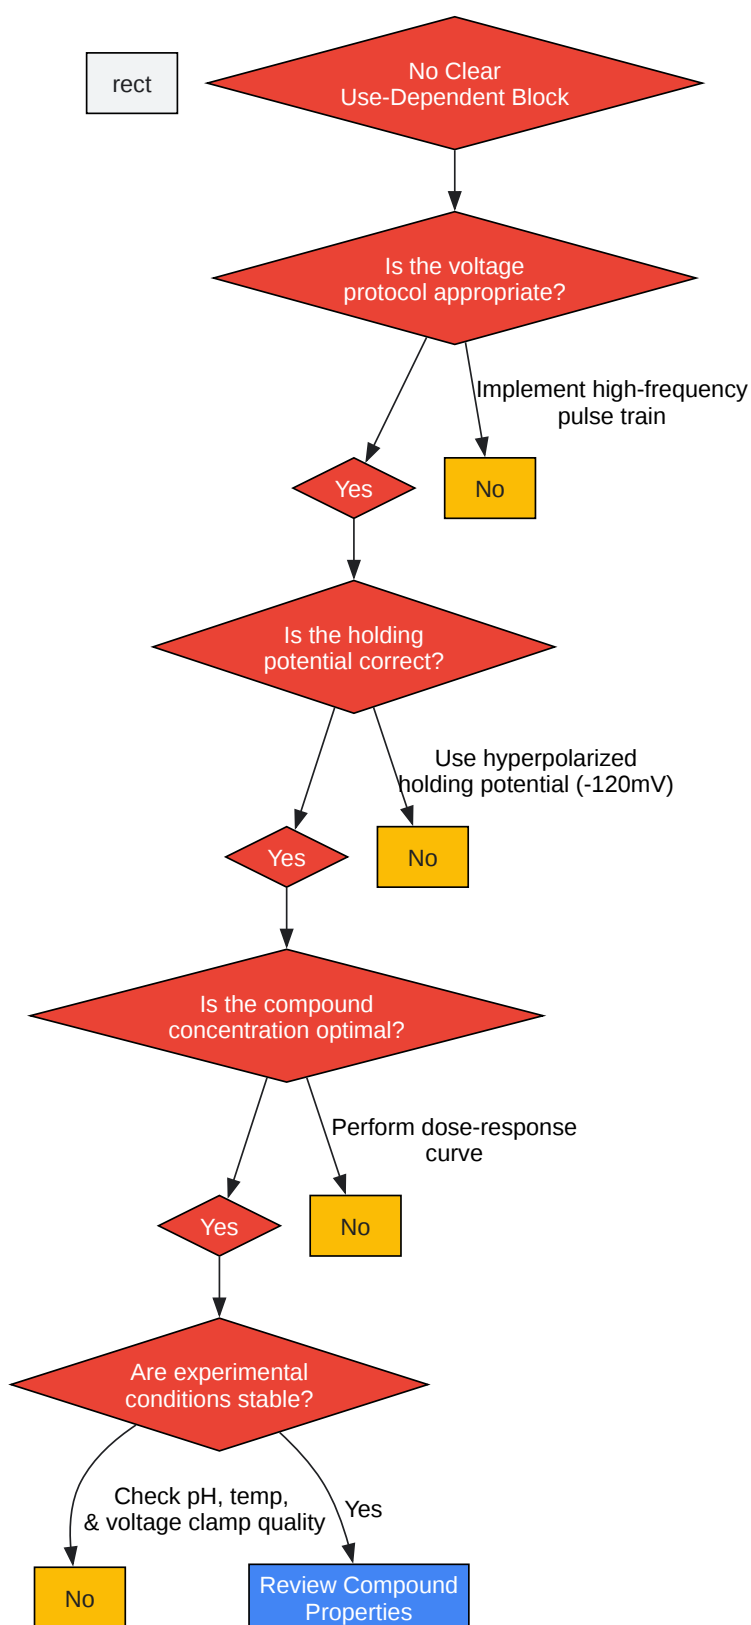 rect
No Clear
Use-Dependent Block
Is the voltage
protocol appropriate?
Implement high-frequency
pulse train
Yes
No
Is the holding
potential correct?
Use hyperpolarized
holding potential (-120mV)
Yes
No
Is the compound
concentration optimal?
Perform dose-response
curve
Yes
No
Are experimental
conditions stable?
Check pH, temp,
& voltage clamp quality
Yes
No
Review Compound
Properties